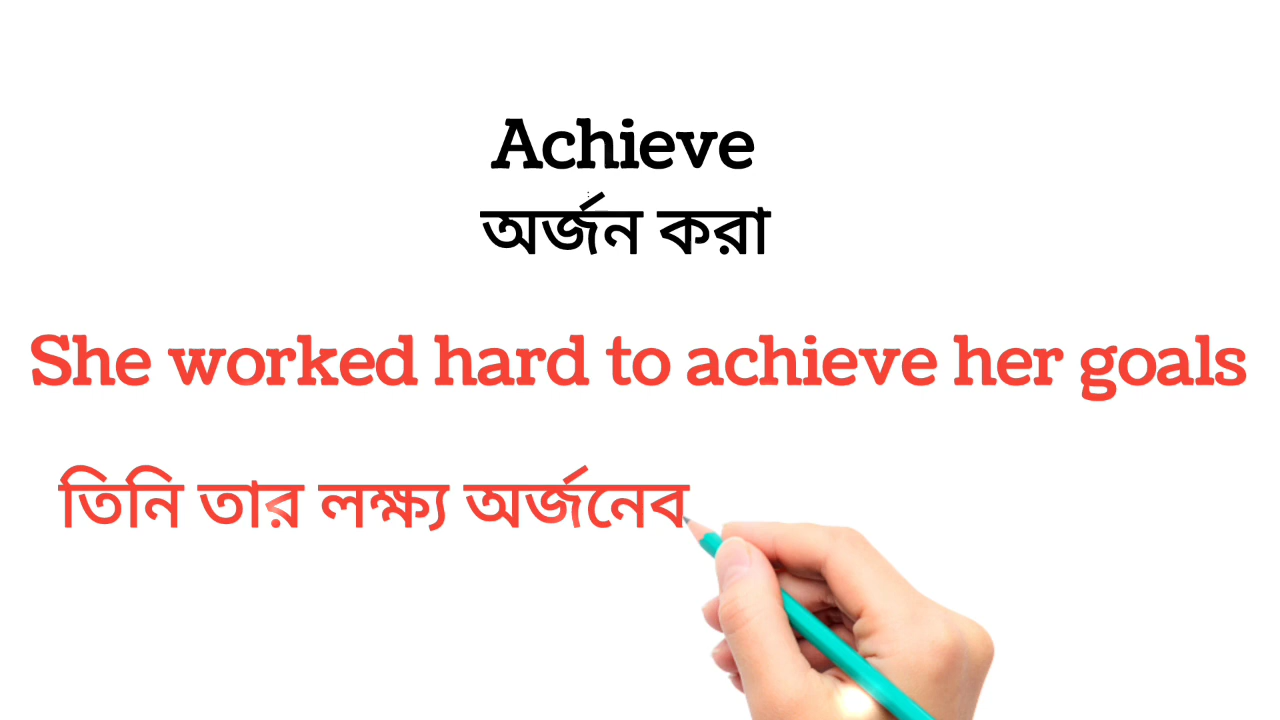 Achieve
অর্জন করা
She worked hard to achieve her goals
তিনি তার লক্ষ্য অর্জনেব